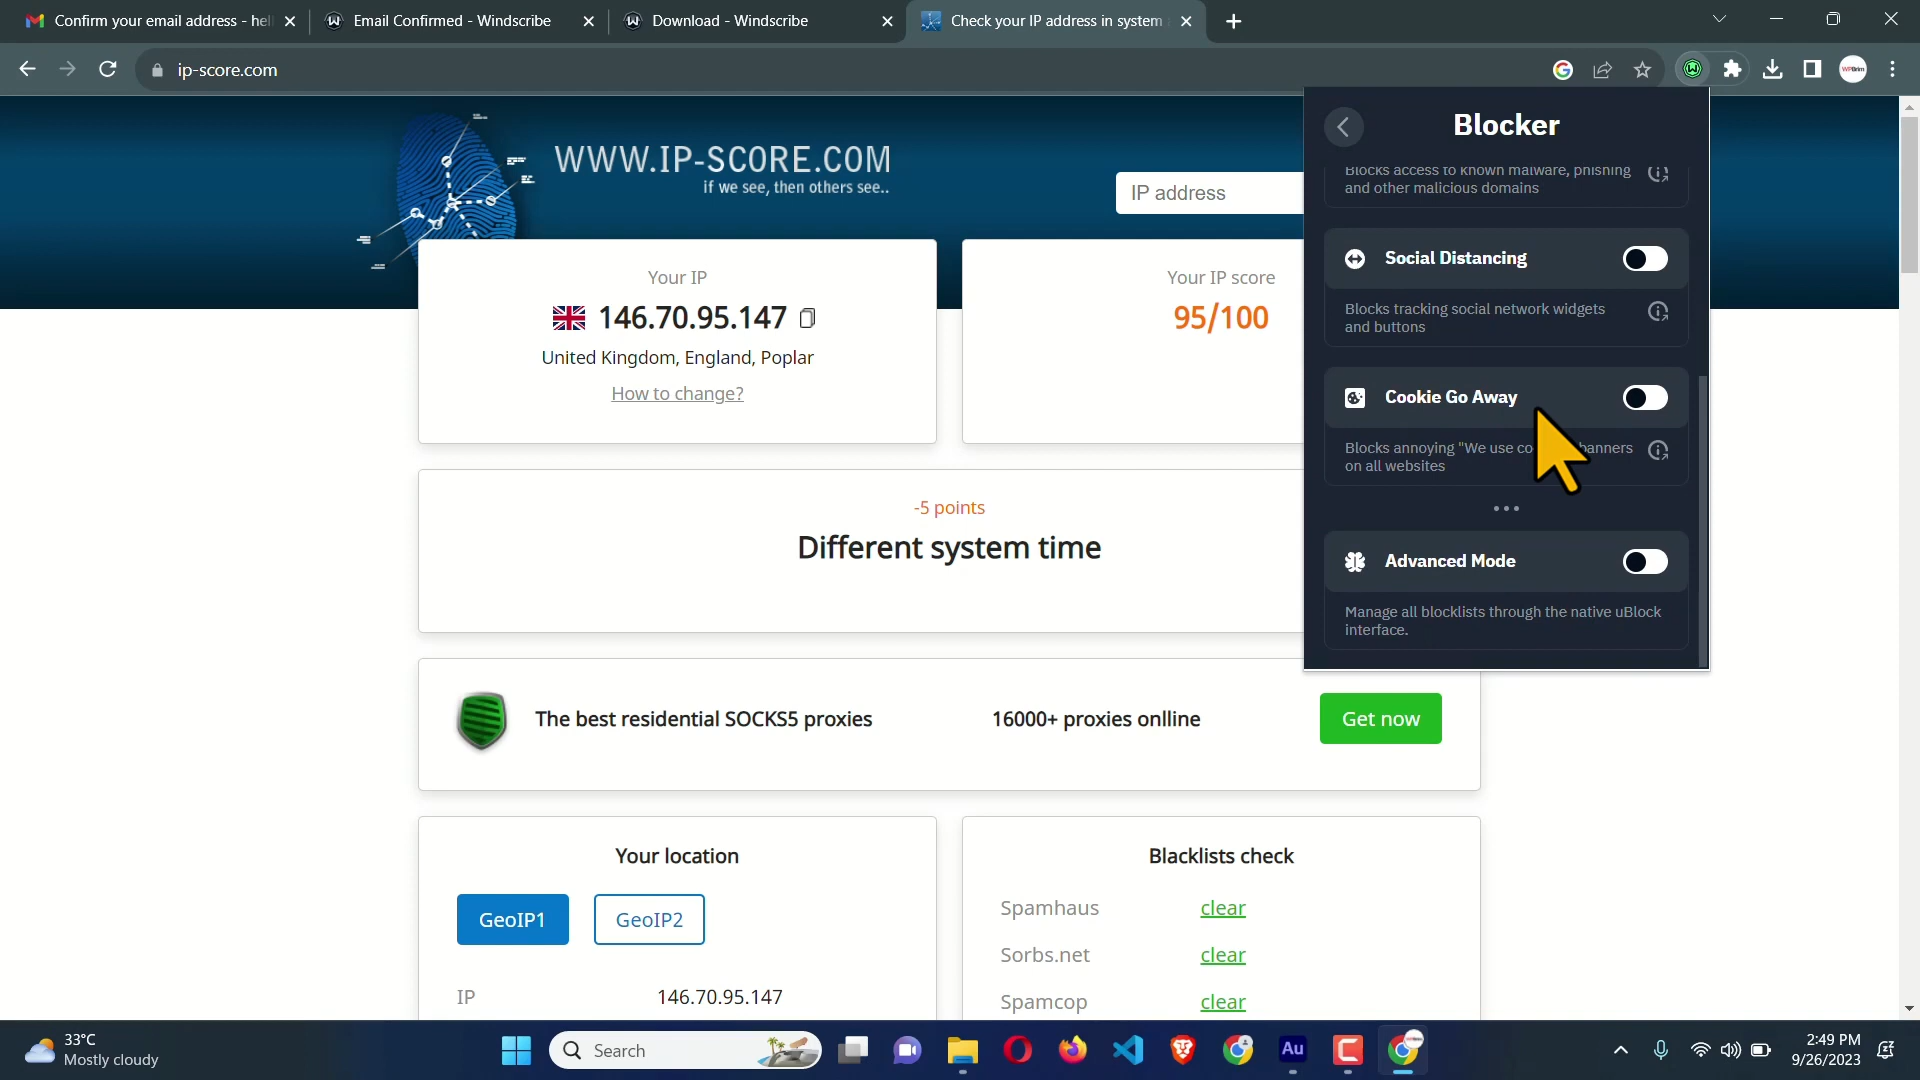 Confirm your email address - hel
Email Confirmed - Windscribe
Download - Windscribe
Check your IP address in system
ip-score.com
WPBrim
WWW.IP-SCORE.COM
if we see, then others see..
IP address
Your IP
146.70.95.147
United Kingdom, England, Poplar
How to change?
Your IP score
95/100
-5 points
Different system time
The best residential SOCKS5 proxies
16000+ proxies onlline
Get now
Your location
GeoIP1
GeoIP2
IP
146.70.95.147
Blacklists check
Spamhaus
clear
Sorbs.net
clear
Spamcop
clear
Blocker
Blocks access to known malware, phishing
and other malicious domains
Social Distancing
Blocks tracking social network widgets
and buttons
Cookie Go Away
Blocks annoying "We use co banners
on all websites
Advanced Mode
Manage all blocklists through the native uBlock
interface.
33°C
Mostly cloudy
Search
Au
2:49 PM
9/26/2023